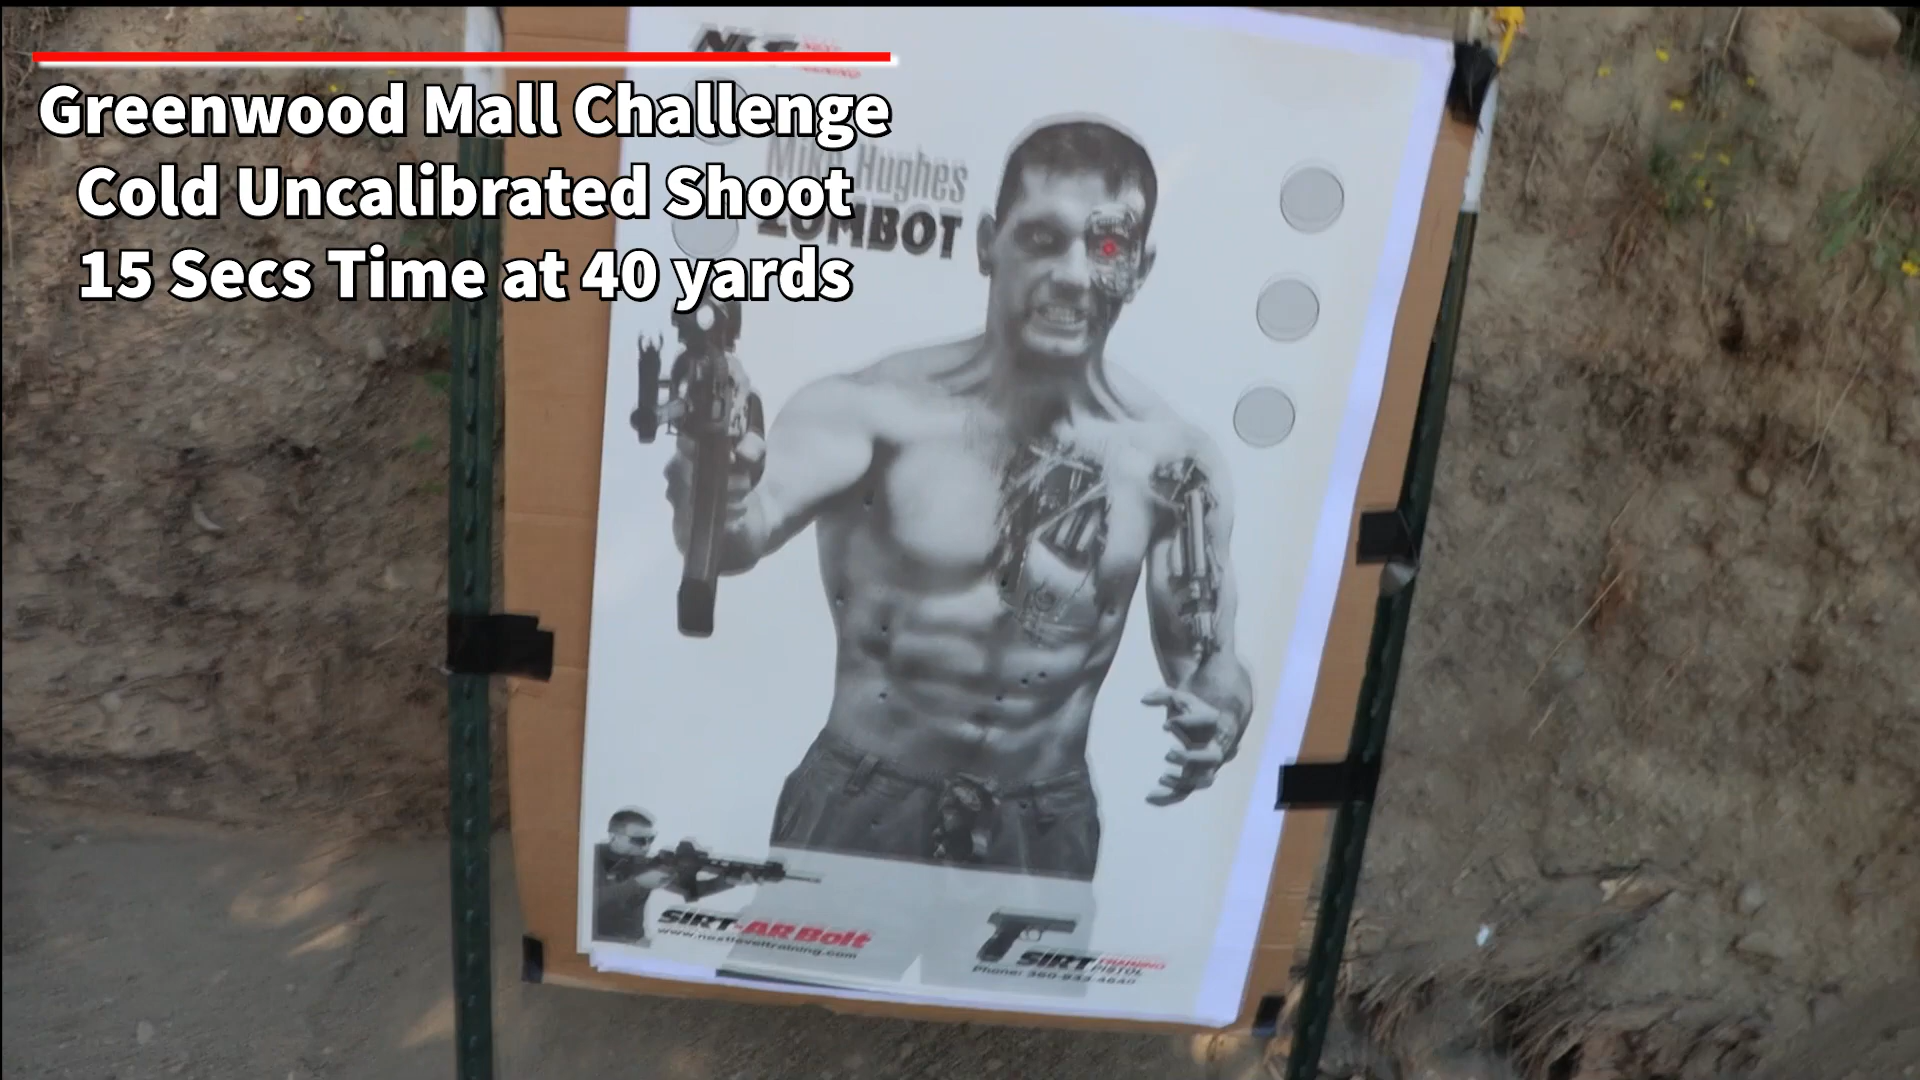 Greenwood Mall Challenge
Cold Uncalibrated Shoot
15 Secs Time at 40 yards
Mike Hughes
ZOMBOT
SIRT-AR Bolt
www.nextleveltraining.com
SIRT TRAINING PISTOL